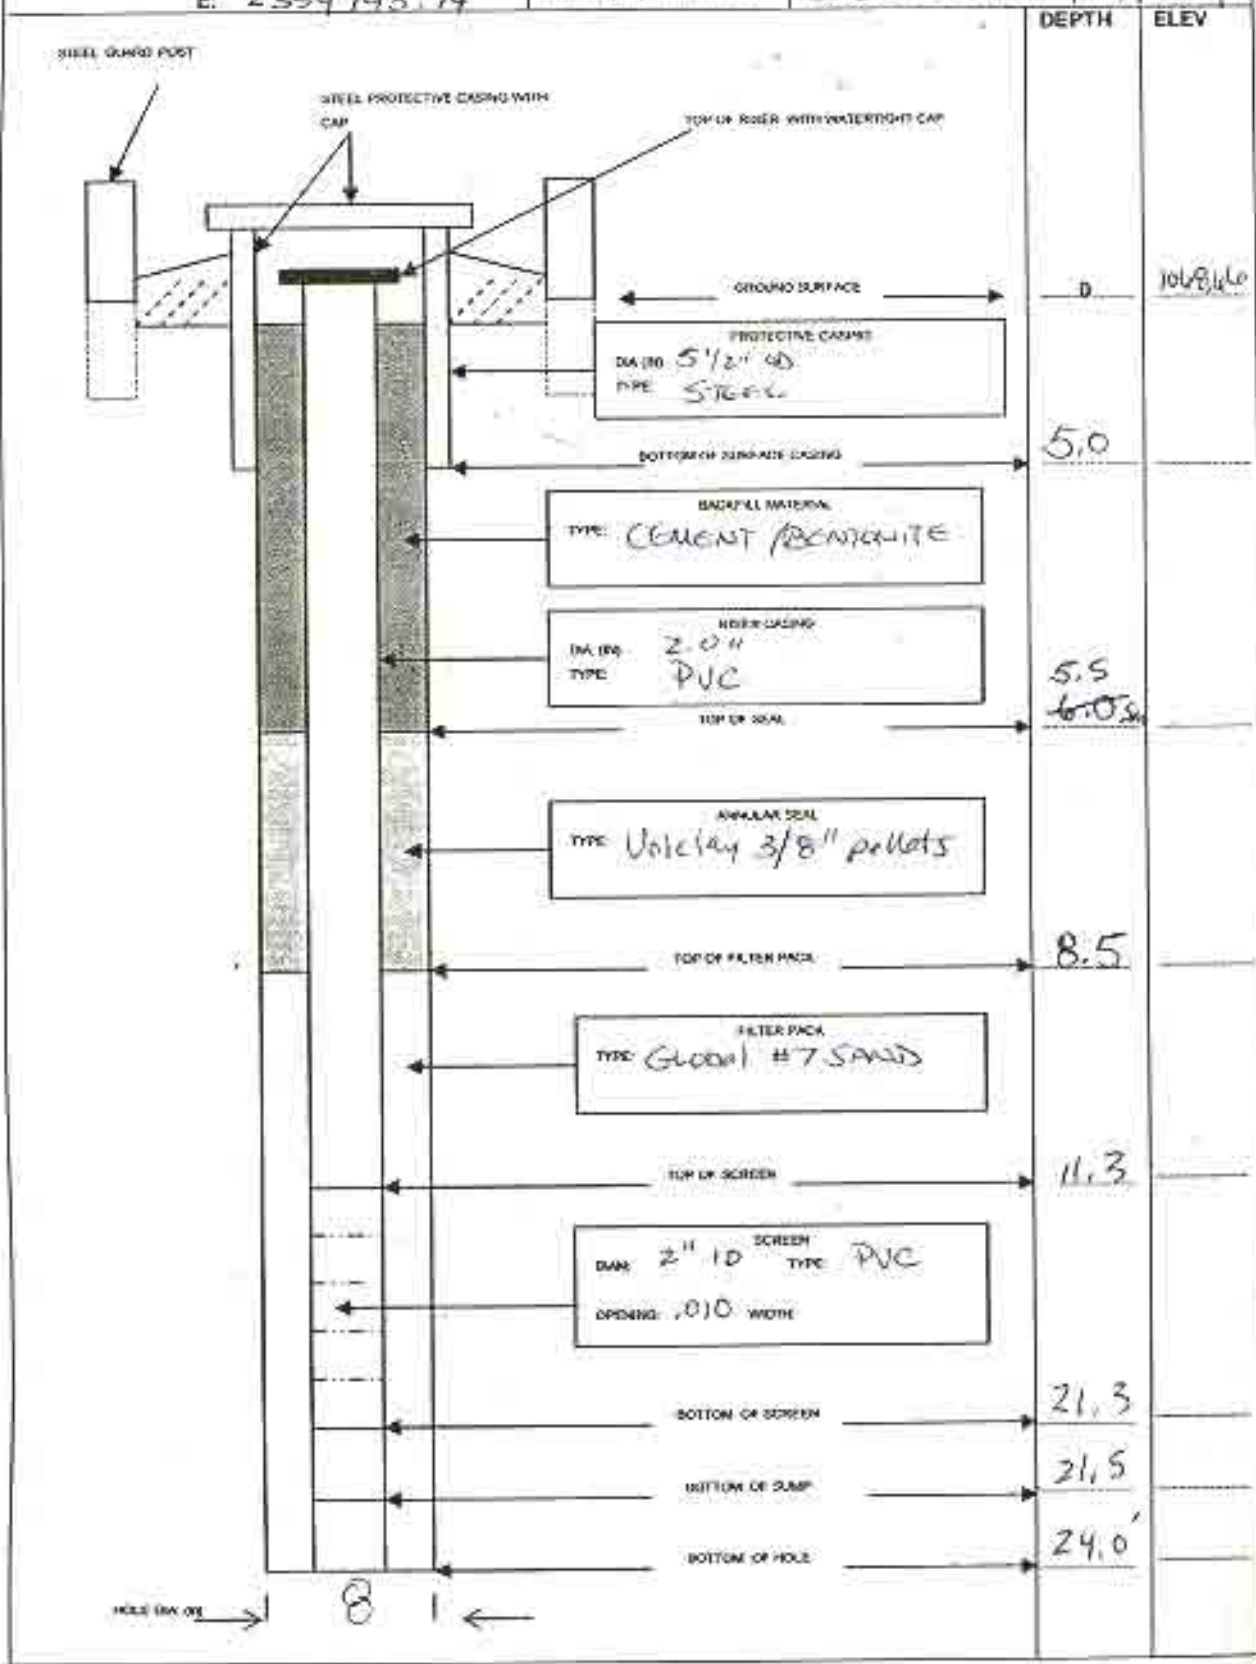 E. 2359795.14
DEPTH ELEV
STEEL GUARD POST
STEEL PROTECTIVE CASING WITH
CAP
TOP OF RISER WITH WATERTIGHT CAP
GROUND SURFACE 0
PROTECTIVE CASING
DIA (IN) 5 1/2" OD
TYPE STEEL
BOTTOM OF SURFACE CASING 5.0
BACKFILL MATERIAL
TYPE: CEMENT / BENTONITE
RISER CASING
DIA. (IN) 2.0"
TYPE: PVC
5.5
TOP OF SEAL 6.0
ANNULAR SEAL
TYPE: Volclay 3/8" pellets
TOP OF FILTER PACK 8.5
FILTER PACK
TYPE: Global #7 SAND
TOP OF SCREEN 11.3
SCREEN
DIAM: 2" ID TYPE: PVC
OPENING: .010 WIDTH
BOTTOM OF SCREEN 21.3
BOTTOM OF SUMP 21.5
BOTTOM OF HOLE 24.0'
HOLE DIA. (IN) 8